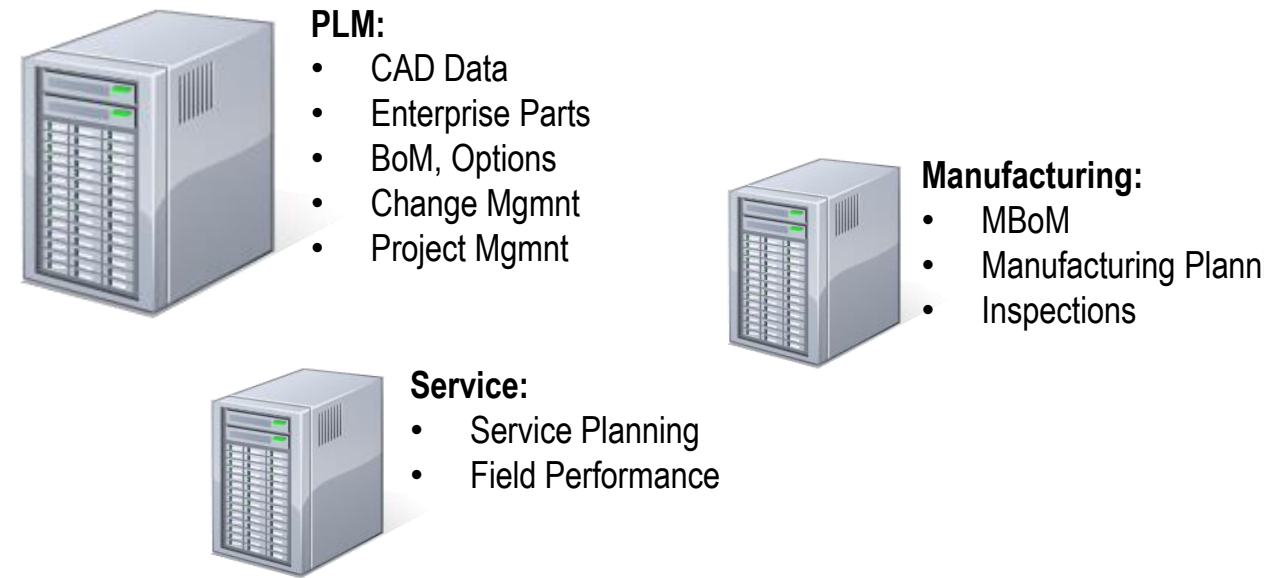 PLM:
• CAD Data
• Enterprise Parts
• BoM, Options
• Change Mgmnt
• Project Mgmnt
Manufacturing:
• MBoM
• Manufacturing Plann
• Inspections
Service:
• Service Planning
• Field Performance